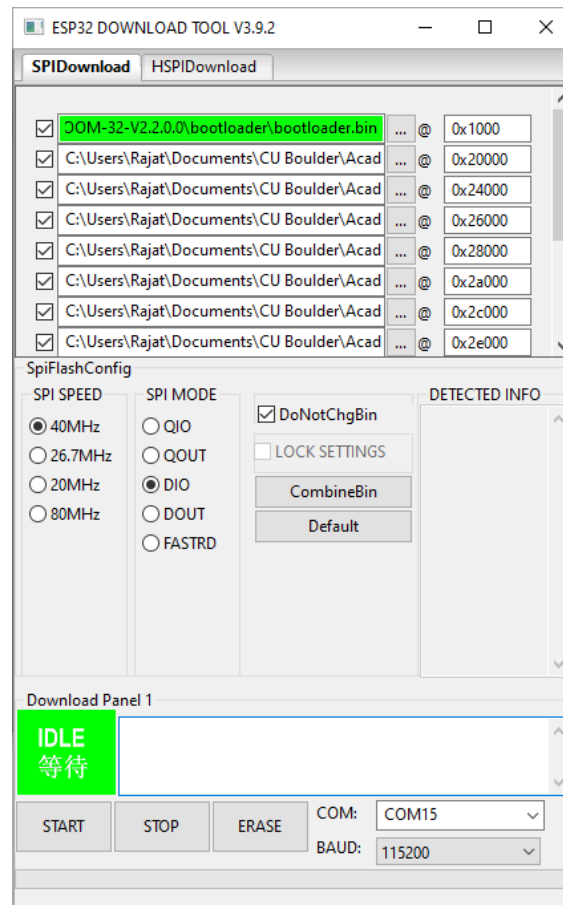 ESP32 DOWNLOAD TOOL V3.9.2
SPIDownload HSPIDownload
OOM-32-V2.2.0.0\bootloader\bootloader.bin ... @ 0x1000
C:\Users\Rajat\Documents\CU Boulder\Acad ... @ 0x20000
C:\Users\Rajat\Documents\CU Boulder\Acad ... @ 0x24000
C:\Users\Rajat\Documents\CU Boulder\Acad ... @ 0x26000
C:\Users\Rajat\Documents\CU Boulder\Acad ... @ 0x28000
C:\Users\Rajat\Documents\CU Boulder\Acad ... @ 0x2a000
C:\Users\Rajat\Documents\CU Boulder\Acad ... @ 0x2c000
C:\Users\Rajat\Documents\CU Boulder\Acad ... @ 0x2e000
SpiFlashConfig
SPI SPEED
40MHz
26.7MHz
20MHz
80MHz
SPI MODE
QIO
QOUT
DIO
DOUT
FASTRD
DoNotChgBin
LOCK SETTINGS
CombineBin
Default
DETECTED INFO
Download Panel 1
IDLE
等待
START STOP ERASE
COM: COM15
BAUD: 115200